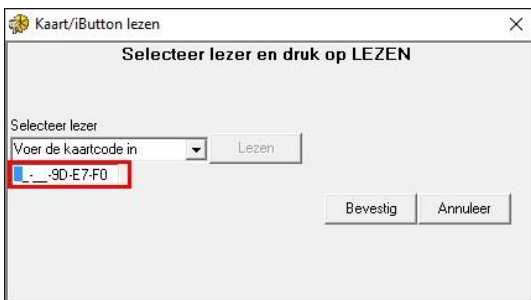 Kaart/iButton lezen
Selecteer lezer en druk op LEZEN
Selecteer lezer
Voer de kaartcode in
Lezen
__-__-9D-E7-F0
Bevestig
Annuleer